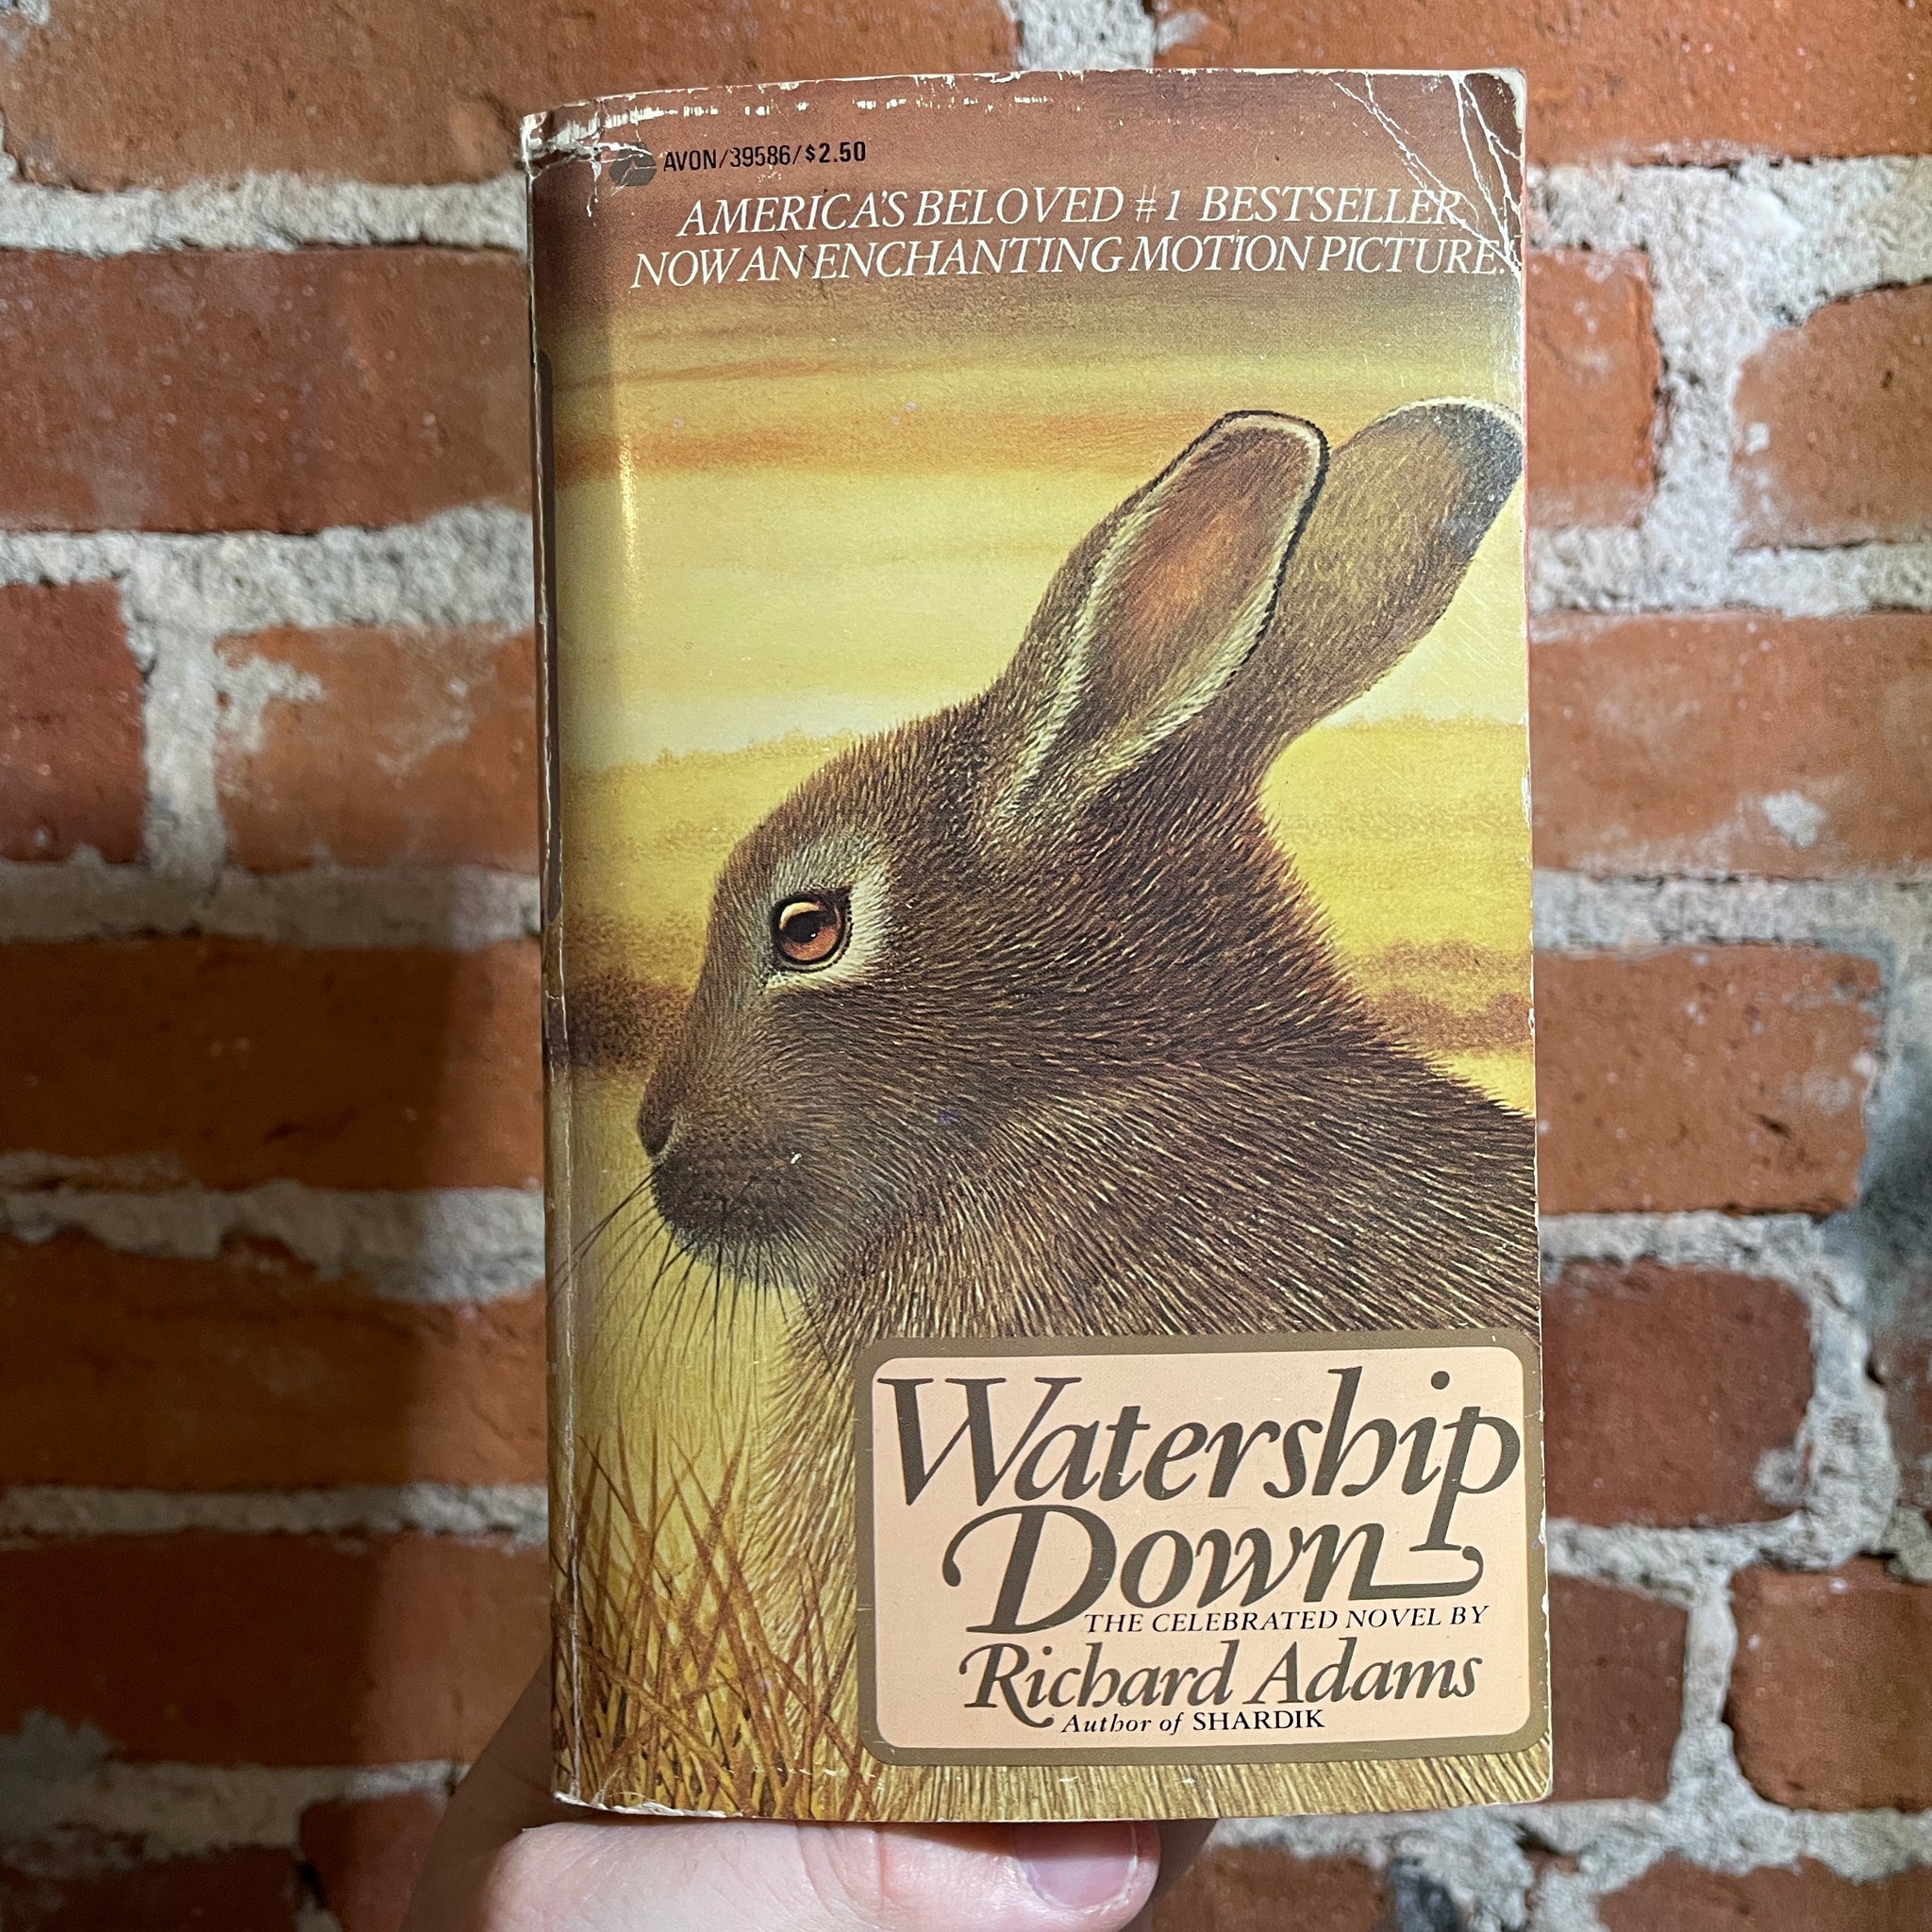 AVON/39586/$2.50
AMERICA'S BELOVED #1 BESTSELLER
NOW AN ENCHANTING MOTION PICTURE.
Watership
Down
THE CELEBRATED NOVEL BY
Richard Adams
Author of SHARDIK